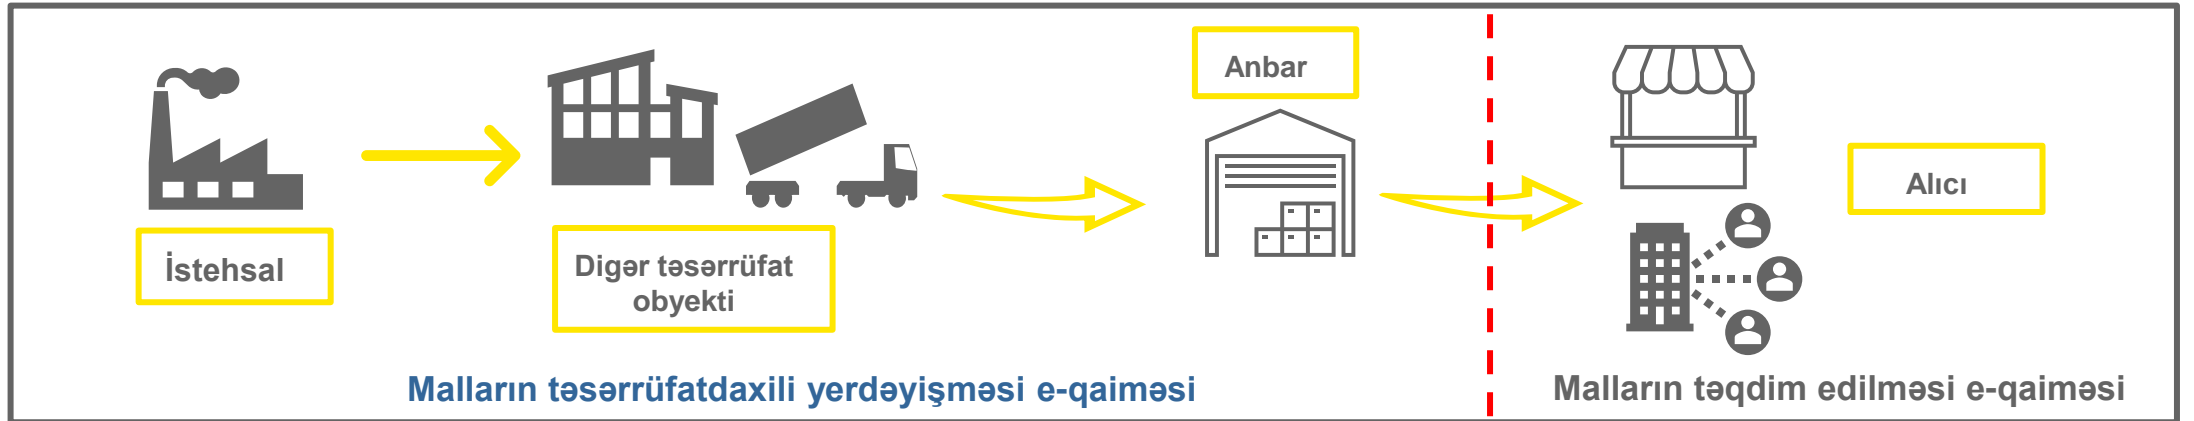 İstehsal
Digər təsərrüfat
obyekti
Anbar
Alıcı
Malların təsərrüfatdaxili yerdəyişməsi e-qaiməsi
Malların təqdim edilməsi e-qaiməsi